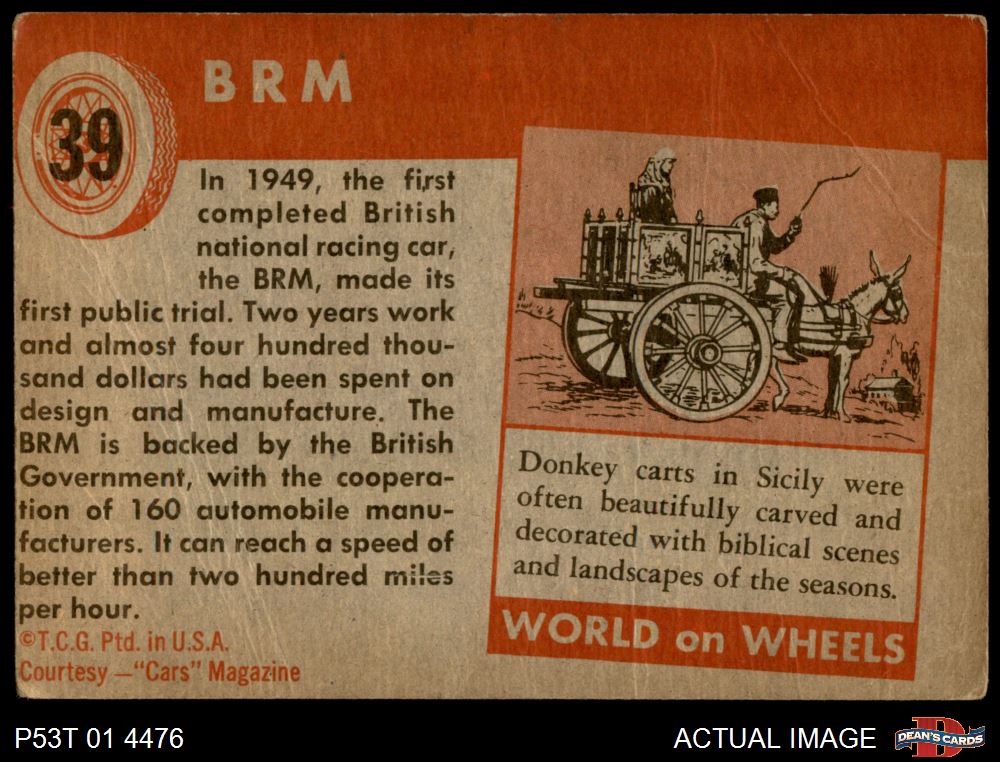 39
BRM
In 1949, the first
completed British
national racing car,
the BRM, made its
first public trial. Two years work
and almost four hundred thou-
sand dollars had been spent on
design and manufacture. The
BRM is backed by the British
Government, with the coopera-
tion of 160 automobile manu-
facturers. It can reach a speed of
better than two hundred miles
per hour.
©T.C.G. Ptd. in U.S.A.
Courtesy — "Cars" Magazine
Donkey carts in Sicily were
often beautifully carved and
decorated with biblical scenes
and landscapes of the seasons.
WORLD on WHEELS
P53T 01 4476
ACTUAL IMAGE
DEAN'S CARDS